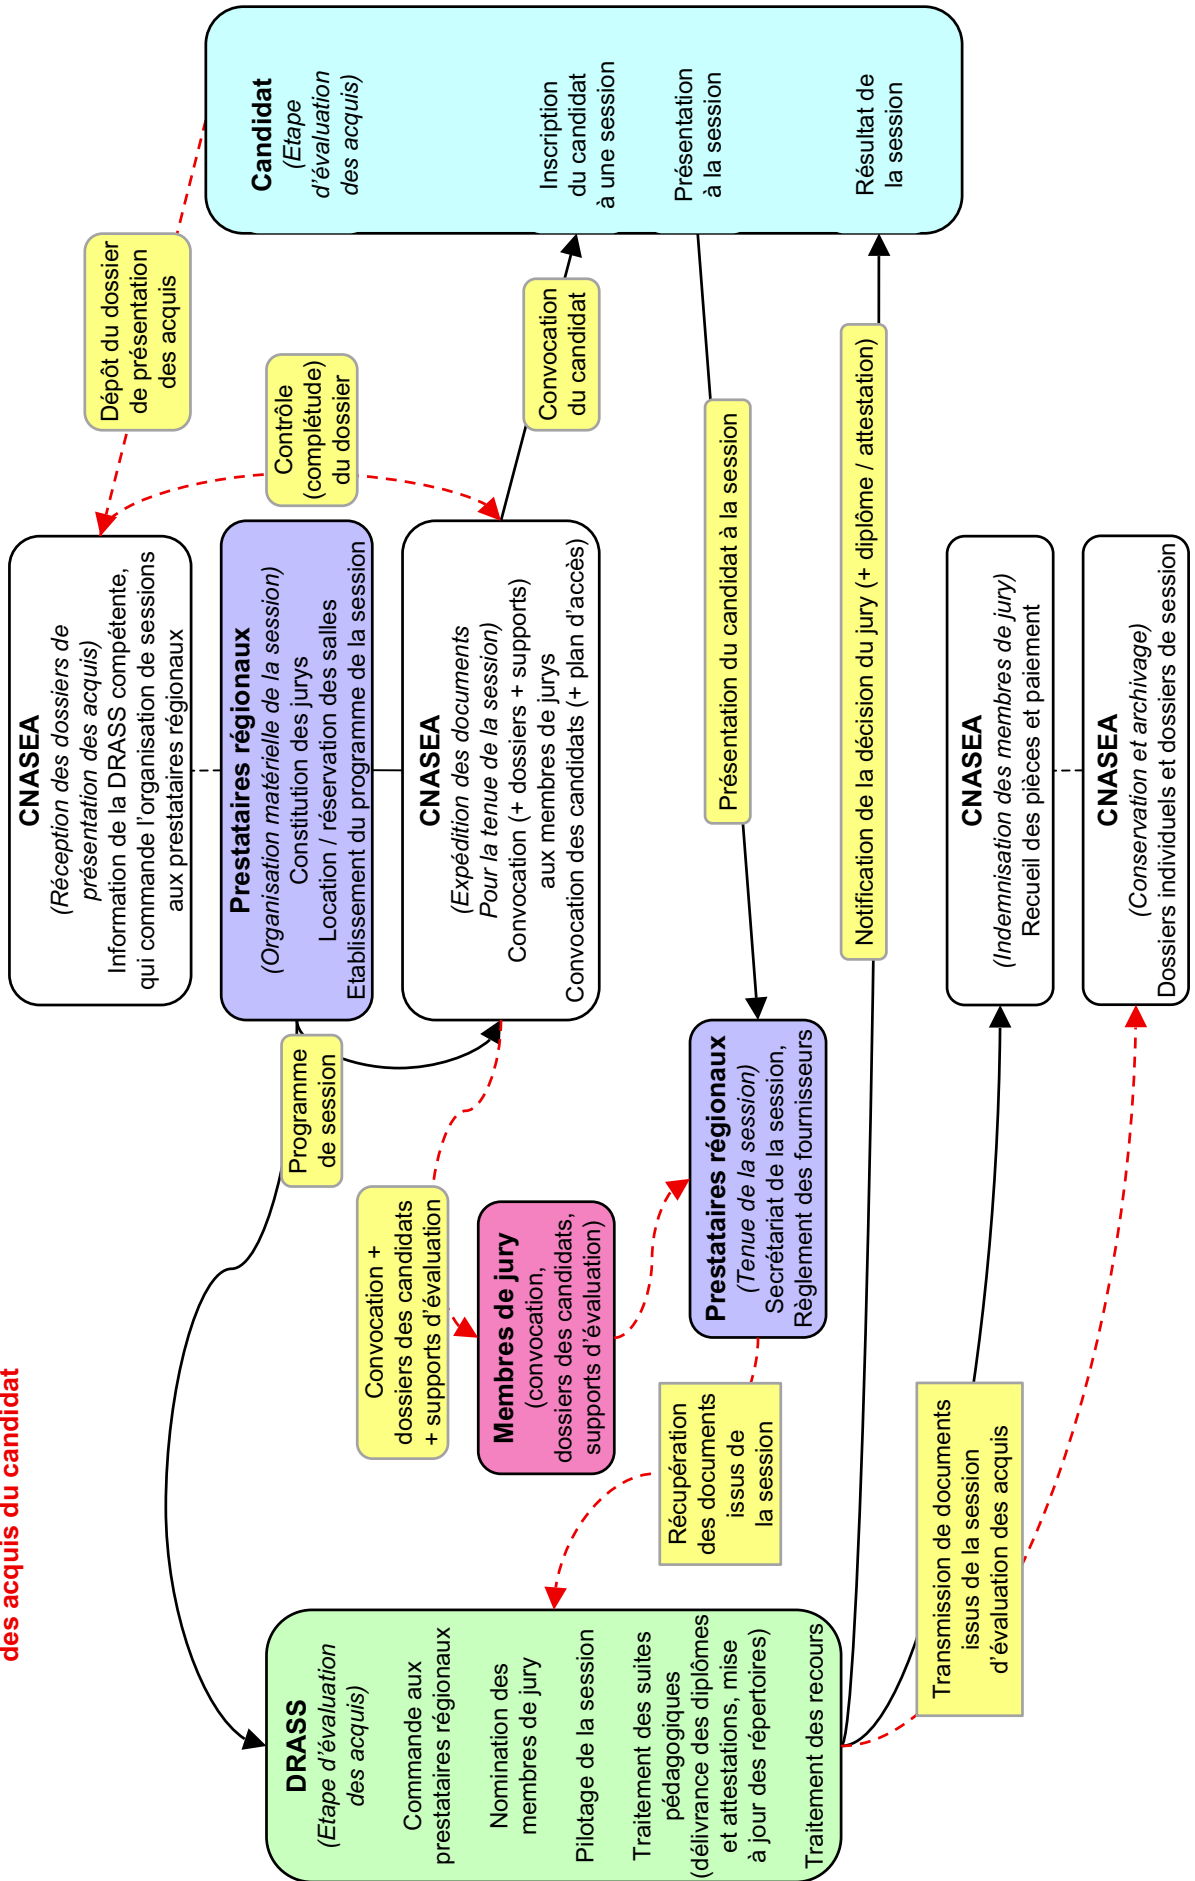 des acquis du candidat
DRASS
(Etape d'évaluation
des acquis)
Commande aux
prestataires régionaux
Nomination des
membres de jury
Pilotage de la session
Traitement des suites
pédagogiques
(délivrance des diplômes
et attestations, mise
à jour des répertoires)
Traitement des recours
Programme
de session
Convocation +
dossiers des candidats
+ supports d'évaluation
Membres de jury
(convocation,
dossiers des candidats,
supports d'évaluation)
Récupération
des documents
issus de
la session
Transmission de documents
issus de la session
d'évaluation des acquis
CNASEA
(Réception des dossiers de
présentation des acquis)
Information de la DRASS compétente,
qui commande l'organisation de sessions
aux prestataires régionaux
Prestataires régionaux
(Organisation matérielle de la session)
Constitution des jurys
Location / réservation des salles
Etablissement du programme de la session
CNASEA
(Expédition des documents
Pour la tenue de la session)
Convocation (+ dossiers + supports)
aux membres de jurys
Convocation des candidats (+ plan d'accès)
Prestataires régionaux
(Tenue de la session)
Secrétariat de la session,
Règlement des fournisseurs
CNASEA
(Indemnisation des membres de jury)
Recueil des pièces et paiement
CNASEA
(Conservation et archivage)
Dossiers individuels et dossiers de session
Dépôt du dossier
de présentation
des acquis
Contrôle
(complétude)
du dossier
Convocation
du candidat
Présentation du candidat à la session
Notification de la décision du jury (+ diplôme / attestation)
Candidat
(Etape
d'évaluation
des acquis)
Inscription
du candidat
à une session
Présentation
à la session
Résultat de
la session